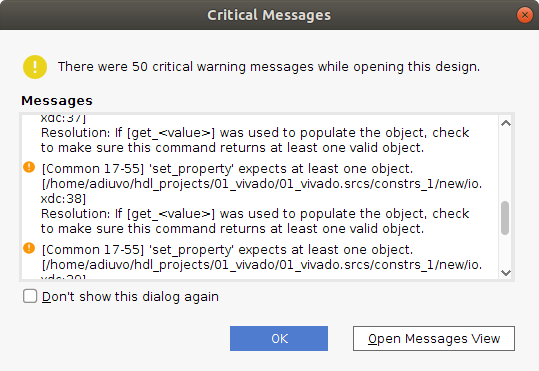 Critical Messages
There were 50 critical warning messages while opening this design.
Messages
xdc:37]
Resolution: If [get_<value>] was used to populate the object, check
to make sure this command returns at least one valid object.
[Common 17-55] 'set_property' expects at least one object.
[/home/adiuvo/hdl_projects/01_vivado/01_vivado.srcs/constrs_1/new/io.
xdc:38]
Resolution: If [get_<value>] was used to populate the object, check
to make sure this command returns at least one valid object.
[Common 17-55] 'set_property' expects at least one object.
[/home/adiuvo/hdl_projects/01_vivado/01_vivado.srcs/constrs_1/new/io.
xdc:39]
Don't show this dialog again
OK
Open Messages View